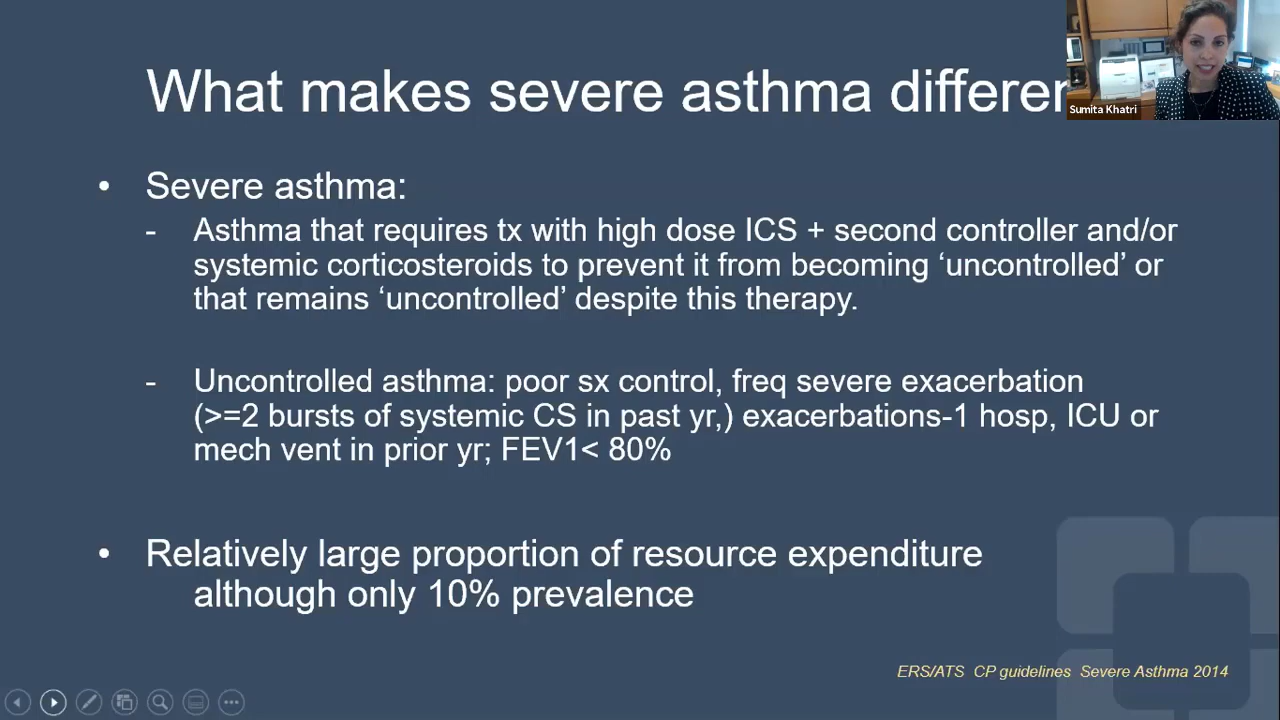 What makes severe asthma differen
Sumita Khatri
• Severe asthma:
- Asthma that requires tx with high dose ICS + second controller and/or
systemic corticosteroids to prevent it from becoming ‘uncontrolled’ or
that remains ‘uncontrolled’ despite this therapy.
- Uncontrolled asthma: poor sx control, freq severe exacerbation
(>=2 bursts of systemic CS in past yr,) exacerbations-1 hosp, ICU or
mech vent in prior yr; FEV1< 80%
• Relatively large proportion of resource expenditure
although only 10% prevalence
ERS/ATS CP guidelines Severe Asthma 2014